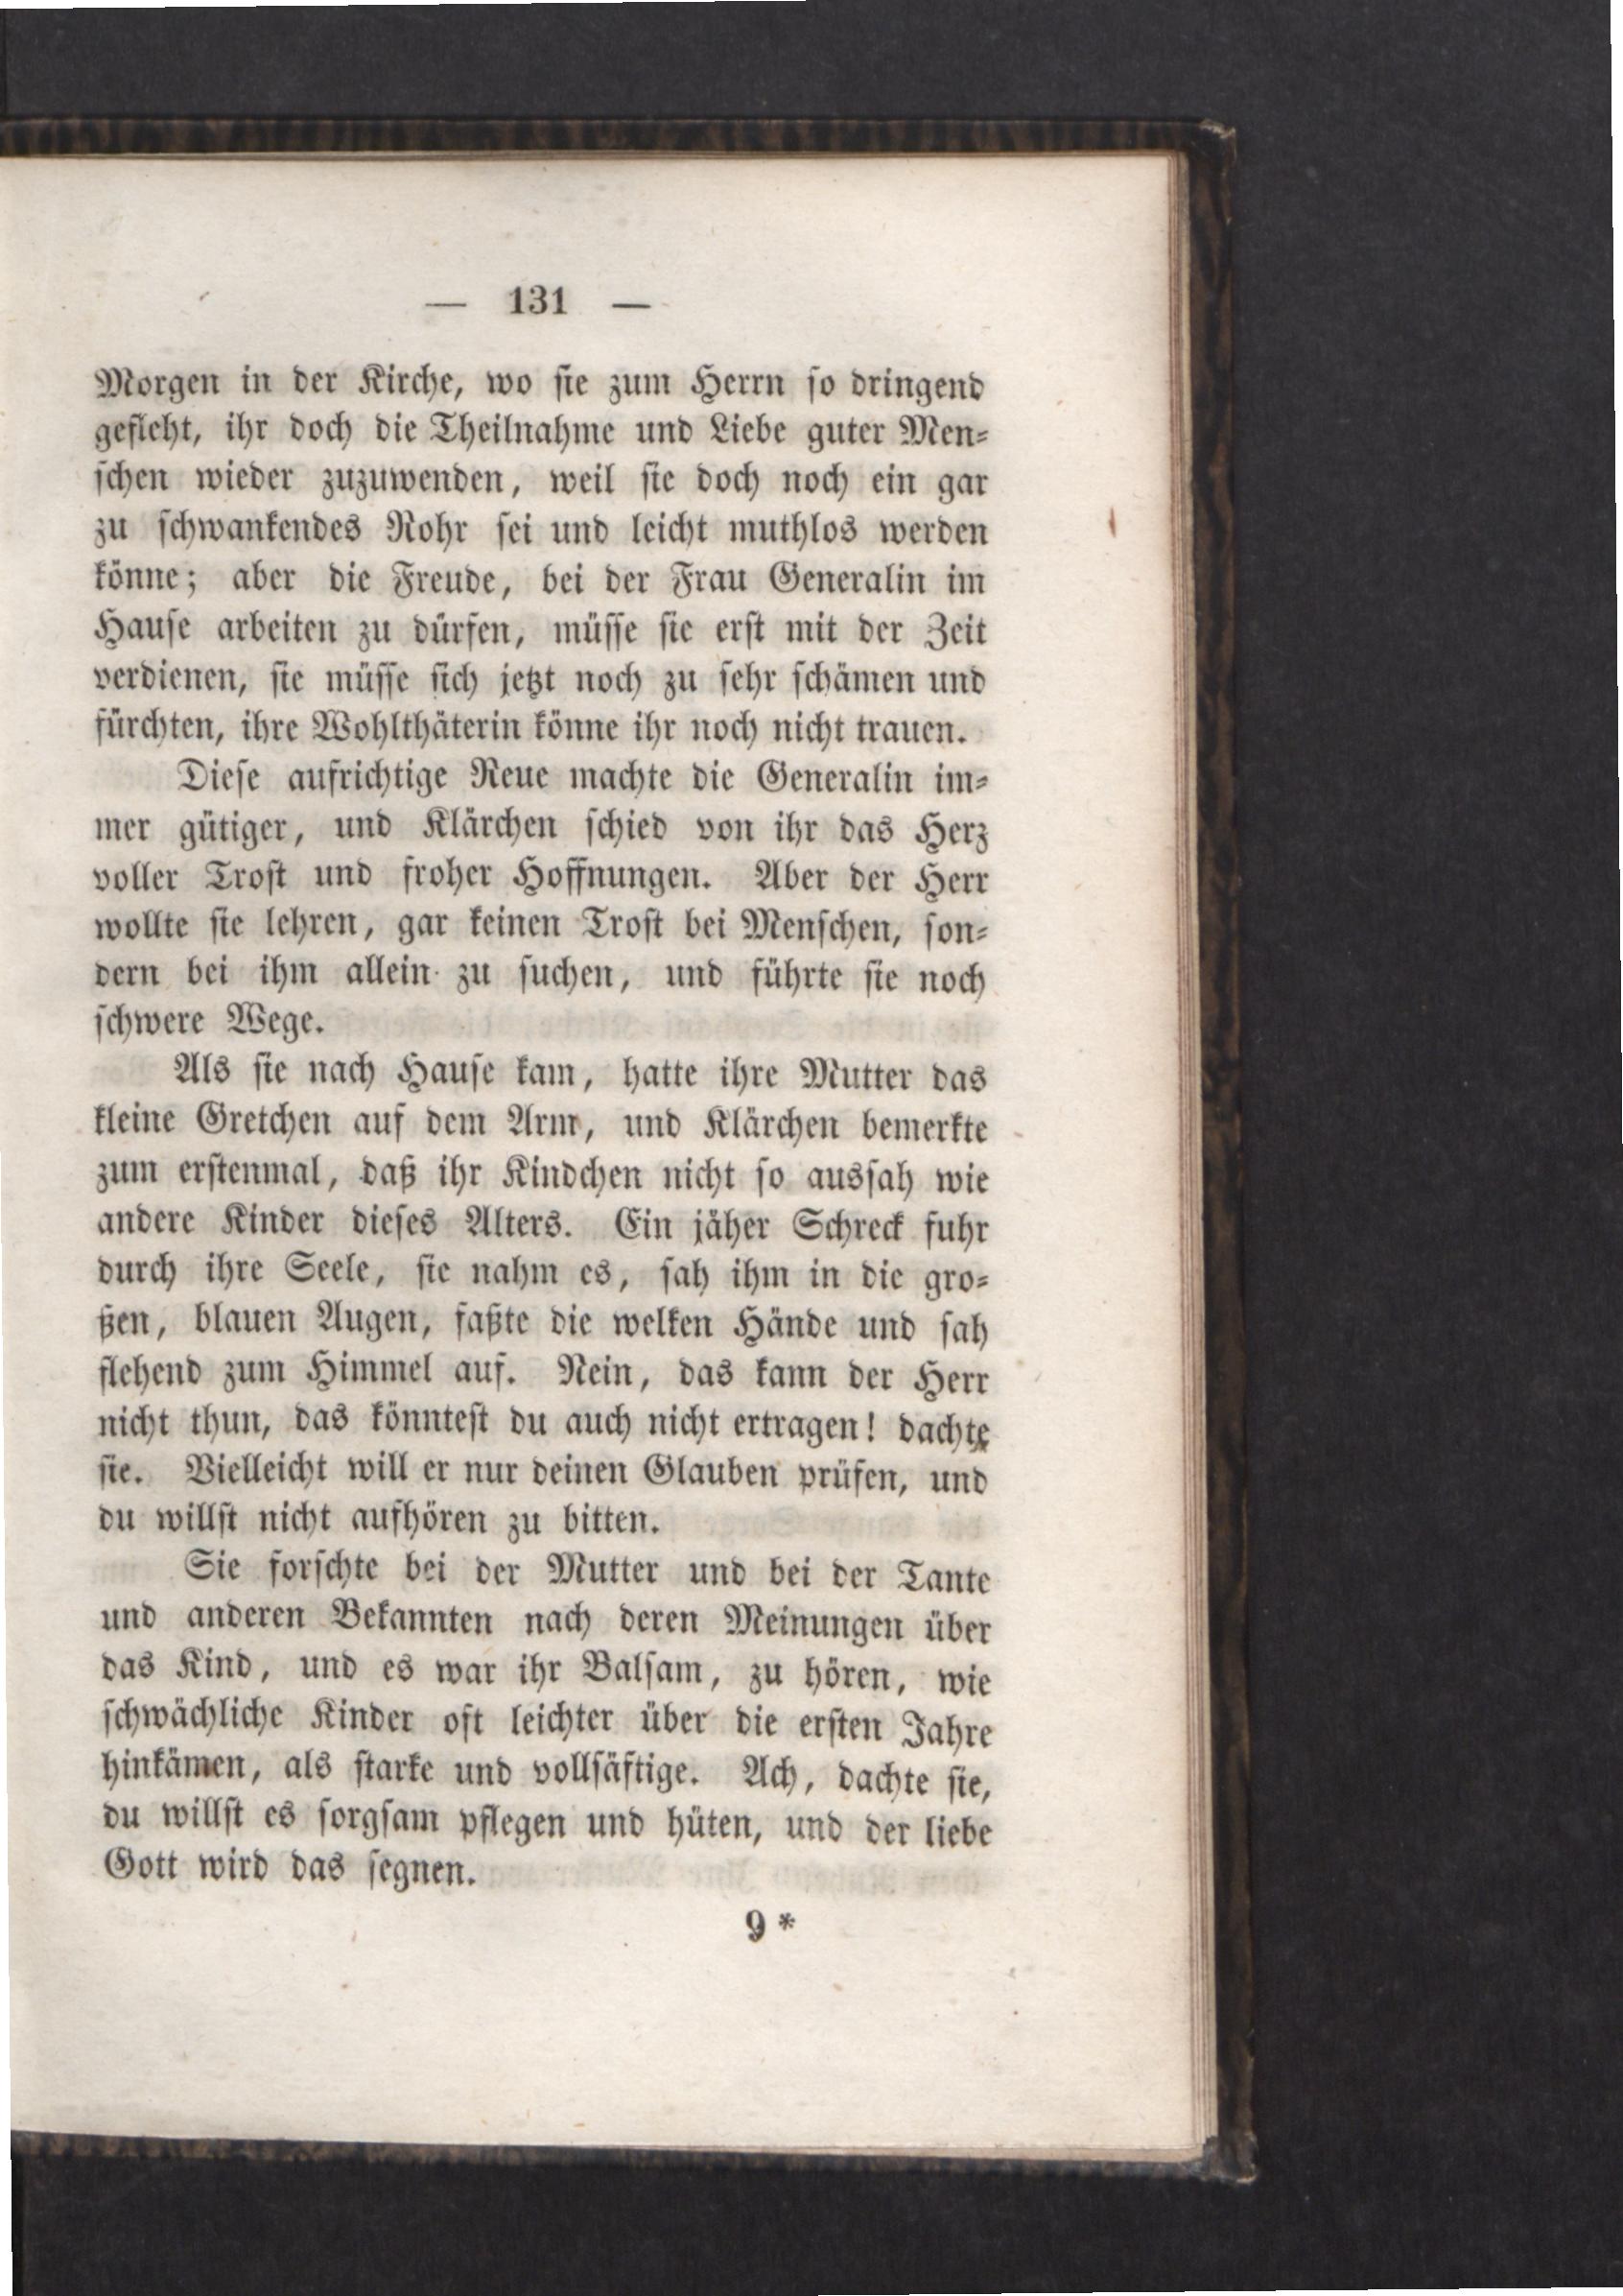 — 131 —
Morgen in der Kirche, wo sie zum Herrn so dringend
gefleht, ihr doch die Theilnahme und Liebe guter Men-
schen wieder zuzuwenden, weil sie doch noch ein gar
zu schwankendes Rohr sei und leicht muthlos werden
könne; aber die Freude, bei der Frau Generalin im
Hause arbeiten zu dürfen, müsse sie erst mit der Zeit
verdienen, sie müsse sich jetzt noch zu sehr schämen und
fürchten, ihre Wohlthäterin könne ihr noch nicht trauen.
Diese aufrichtige Reue machte die Generalin im-
mer gütiger, und Klärchen schied von ihr das Herz
voller Trost und froher Hoffnungen. Aber der Herr
wollte sie lehren, gar keinen Trost bei Menschen, son-
dern bei ihm allein zu suchen, und führte sie noch
schwere Wege.
Als sie nach Hause kam, hatte ihre Mutter das
kleine Gretchen auf dem Arm, und Klärchen bemerkte
zum erstenmal, daß ihr Kindchen nicht so aussah wie
andere Kinder dieses Alters. Ein jäher Schreck fuhr
durch ihre Seele, sie nahm es, sah ihm in die gro-
ßen, blauen Augen, faßte die welken Hände und sah
flehend zum Himmel auf. Nein, das kann der Herr
nicht thun, das könntest du auch nicht ertragen! dachte
sie. Vielleicht will er nur deinen Glauben prüfen, und
du willst nicht aufhören zu bitten.
Sie forschte bei der Mutter und bei der Tante
und anderen Bekannten nach deren Meinungen über
das Kind, und es war ihr Balsam, zu hören, wie
schwächliche Kinder oft leichter über die ersten Jahre
hinkämen, als starke und vollsäftige. Ach, dachte sie,
du willst es sorgsam pflegen und hüten, und der liebe
Gott wird das segnen.
9*